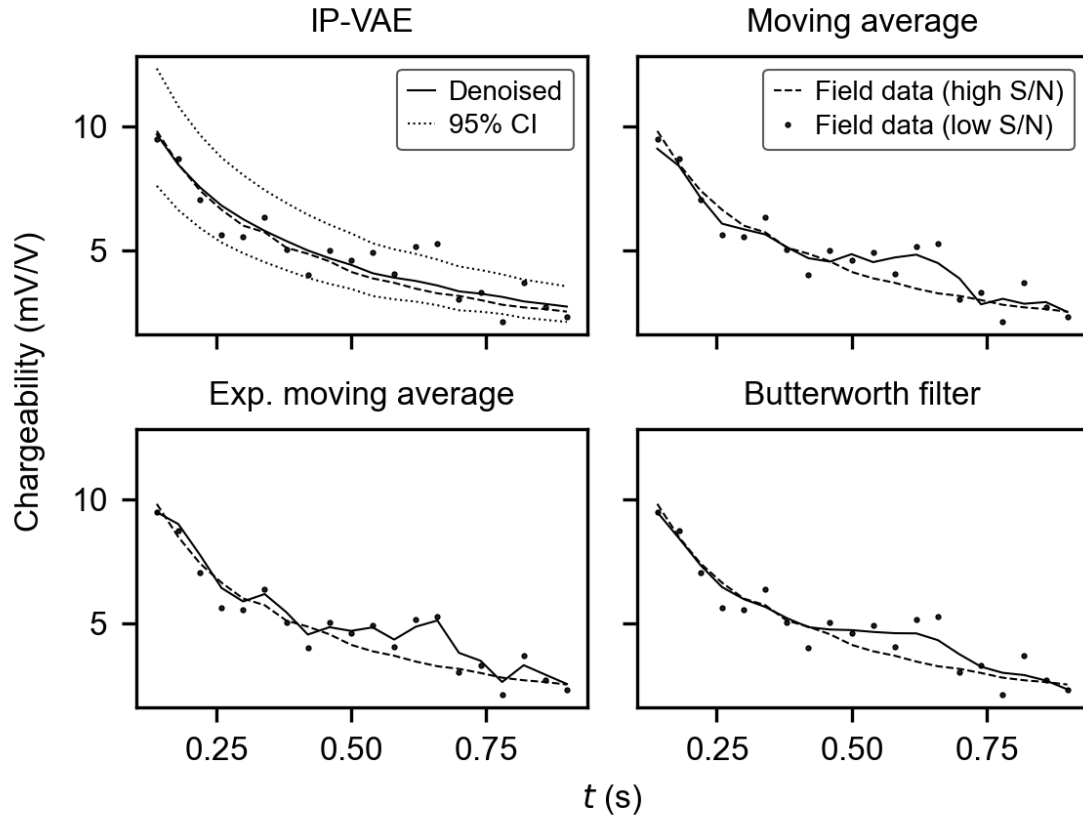 IP-VAE
Moving average
10
5
Denoised
95% CI
Field data (high S/N)
Field data (low S/N)
Chargeability (mV/V)
Exp. moving average
Butterworth filter
10
5
0.25 0.50 0.75
0.25 0.50 0.75
t (s)